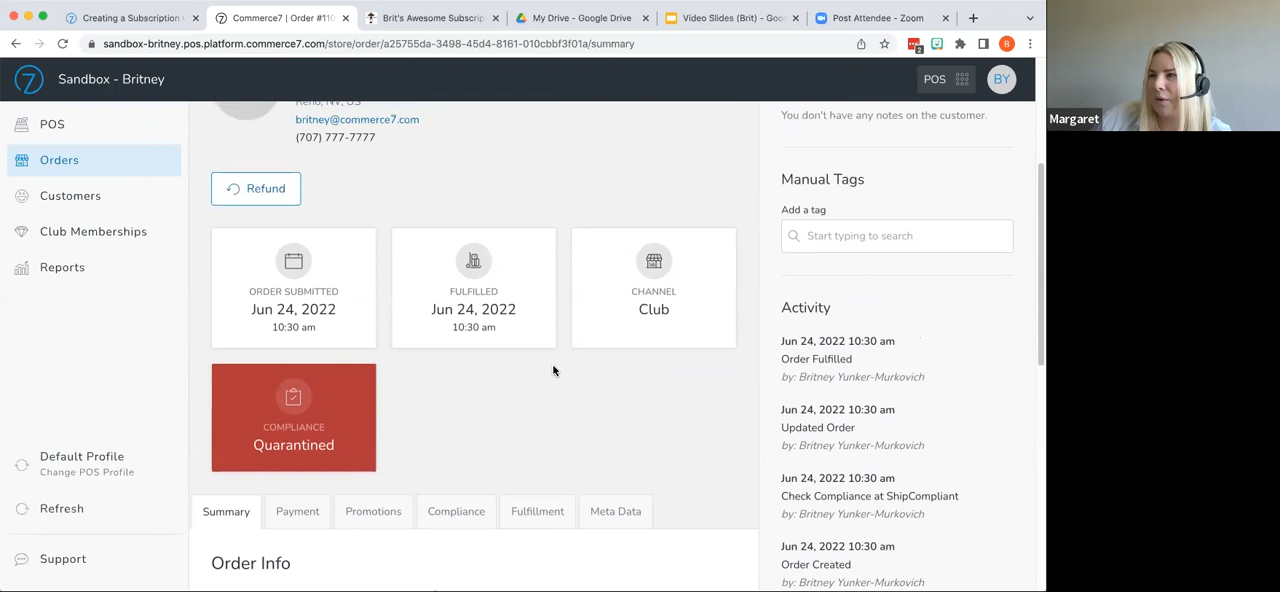 Creating a Subscription
Commerce7 | Order #110
Brit's Awesome Subscrip
My Drive - Google Drive
Video Slides (Brit) - Goo
Post Attendee - Zoom
sandbox-britney.pos.platform.commerce7.com/store/order/a25755da-3498-45d4-8161-010cbbf3f01a/summary
2
B
7
Sandbox - Britney
POS
BY
Margaret
POS
Orders
Customers
Club Memberships
Reports
Default Profile
Change POS Profile
Refresh
Support
Reno, NV, US
britney@commerce7.com
(707) 777-7777
Refund
ORDER SUBMITTED
Jun 24, 2022
10:30 am
FULFILLED
Jun 24, 2022
10:30 am
CHANNEL
Club
COMPLIANCE
Quarantined
Summary
Payment
Promotions
Compliance
Fulfillment
Meta Data
Order Info
You don't have any notes on the customer.
Manual Tags
Add a tag
Start typing to search
Activity
Jun 24, 2022 10:30 am
Order Fulfilled
by: Britney Yunker-Murkovich
Jun 24, 2022 10:30 am
Updated Order
by: Britney Yunker-Murkovich
Jun 24, 2022 10:30 am
Check Compliance at ShipCompliant
by: Britney Yunker-Murkovich
Jun 24, 2022 10:30 am
Order Created
by: Britney Yunker-Murkovich